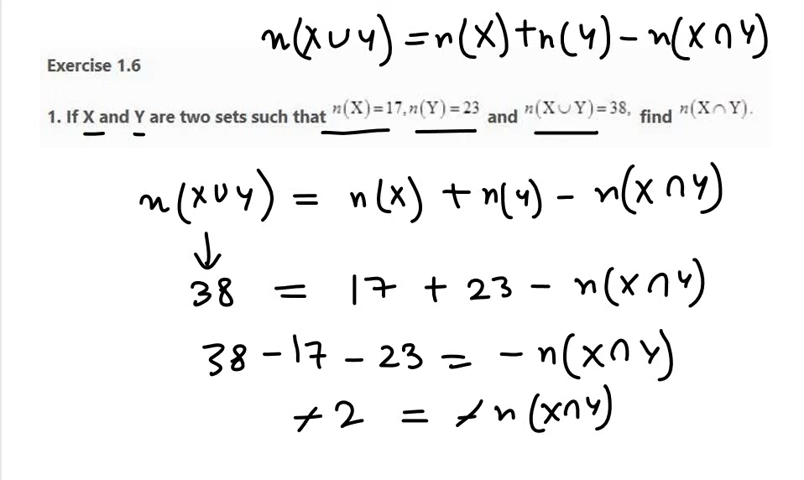 n(X∪Y) = n(X)+n(Y)-n(X∩Y)
Exercise 1.6
1. If X and Y are two sets such that n(X)=17,n(Y)=23 and n(X∪Y)=38, find n(X∩Y).
n(X∪Y) = n(X) + n(Y) - n(X∩Y)
↓
38 = 17 + 23 - n(X∩Y)
38 - 17 - 23 = - n(X∩Y)
-2 = -n(X∩Y)